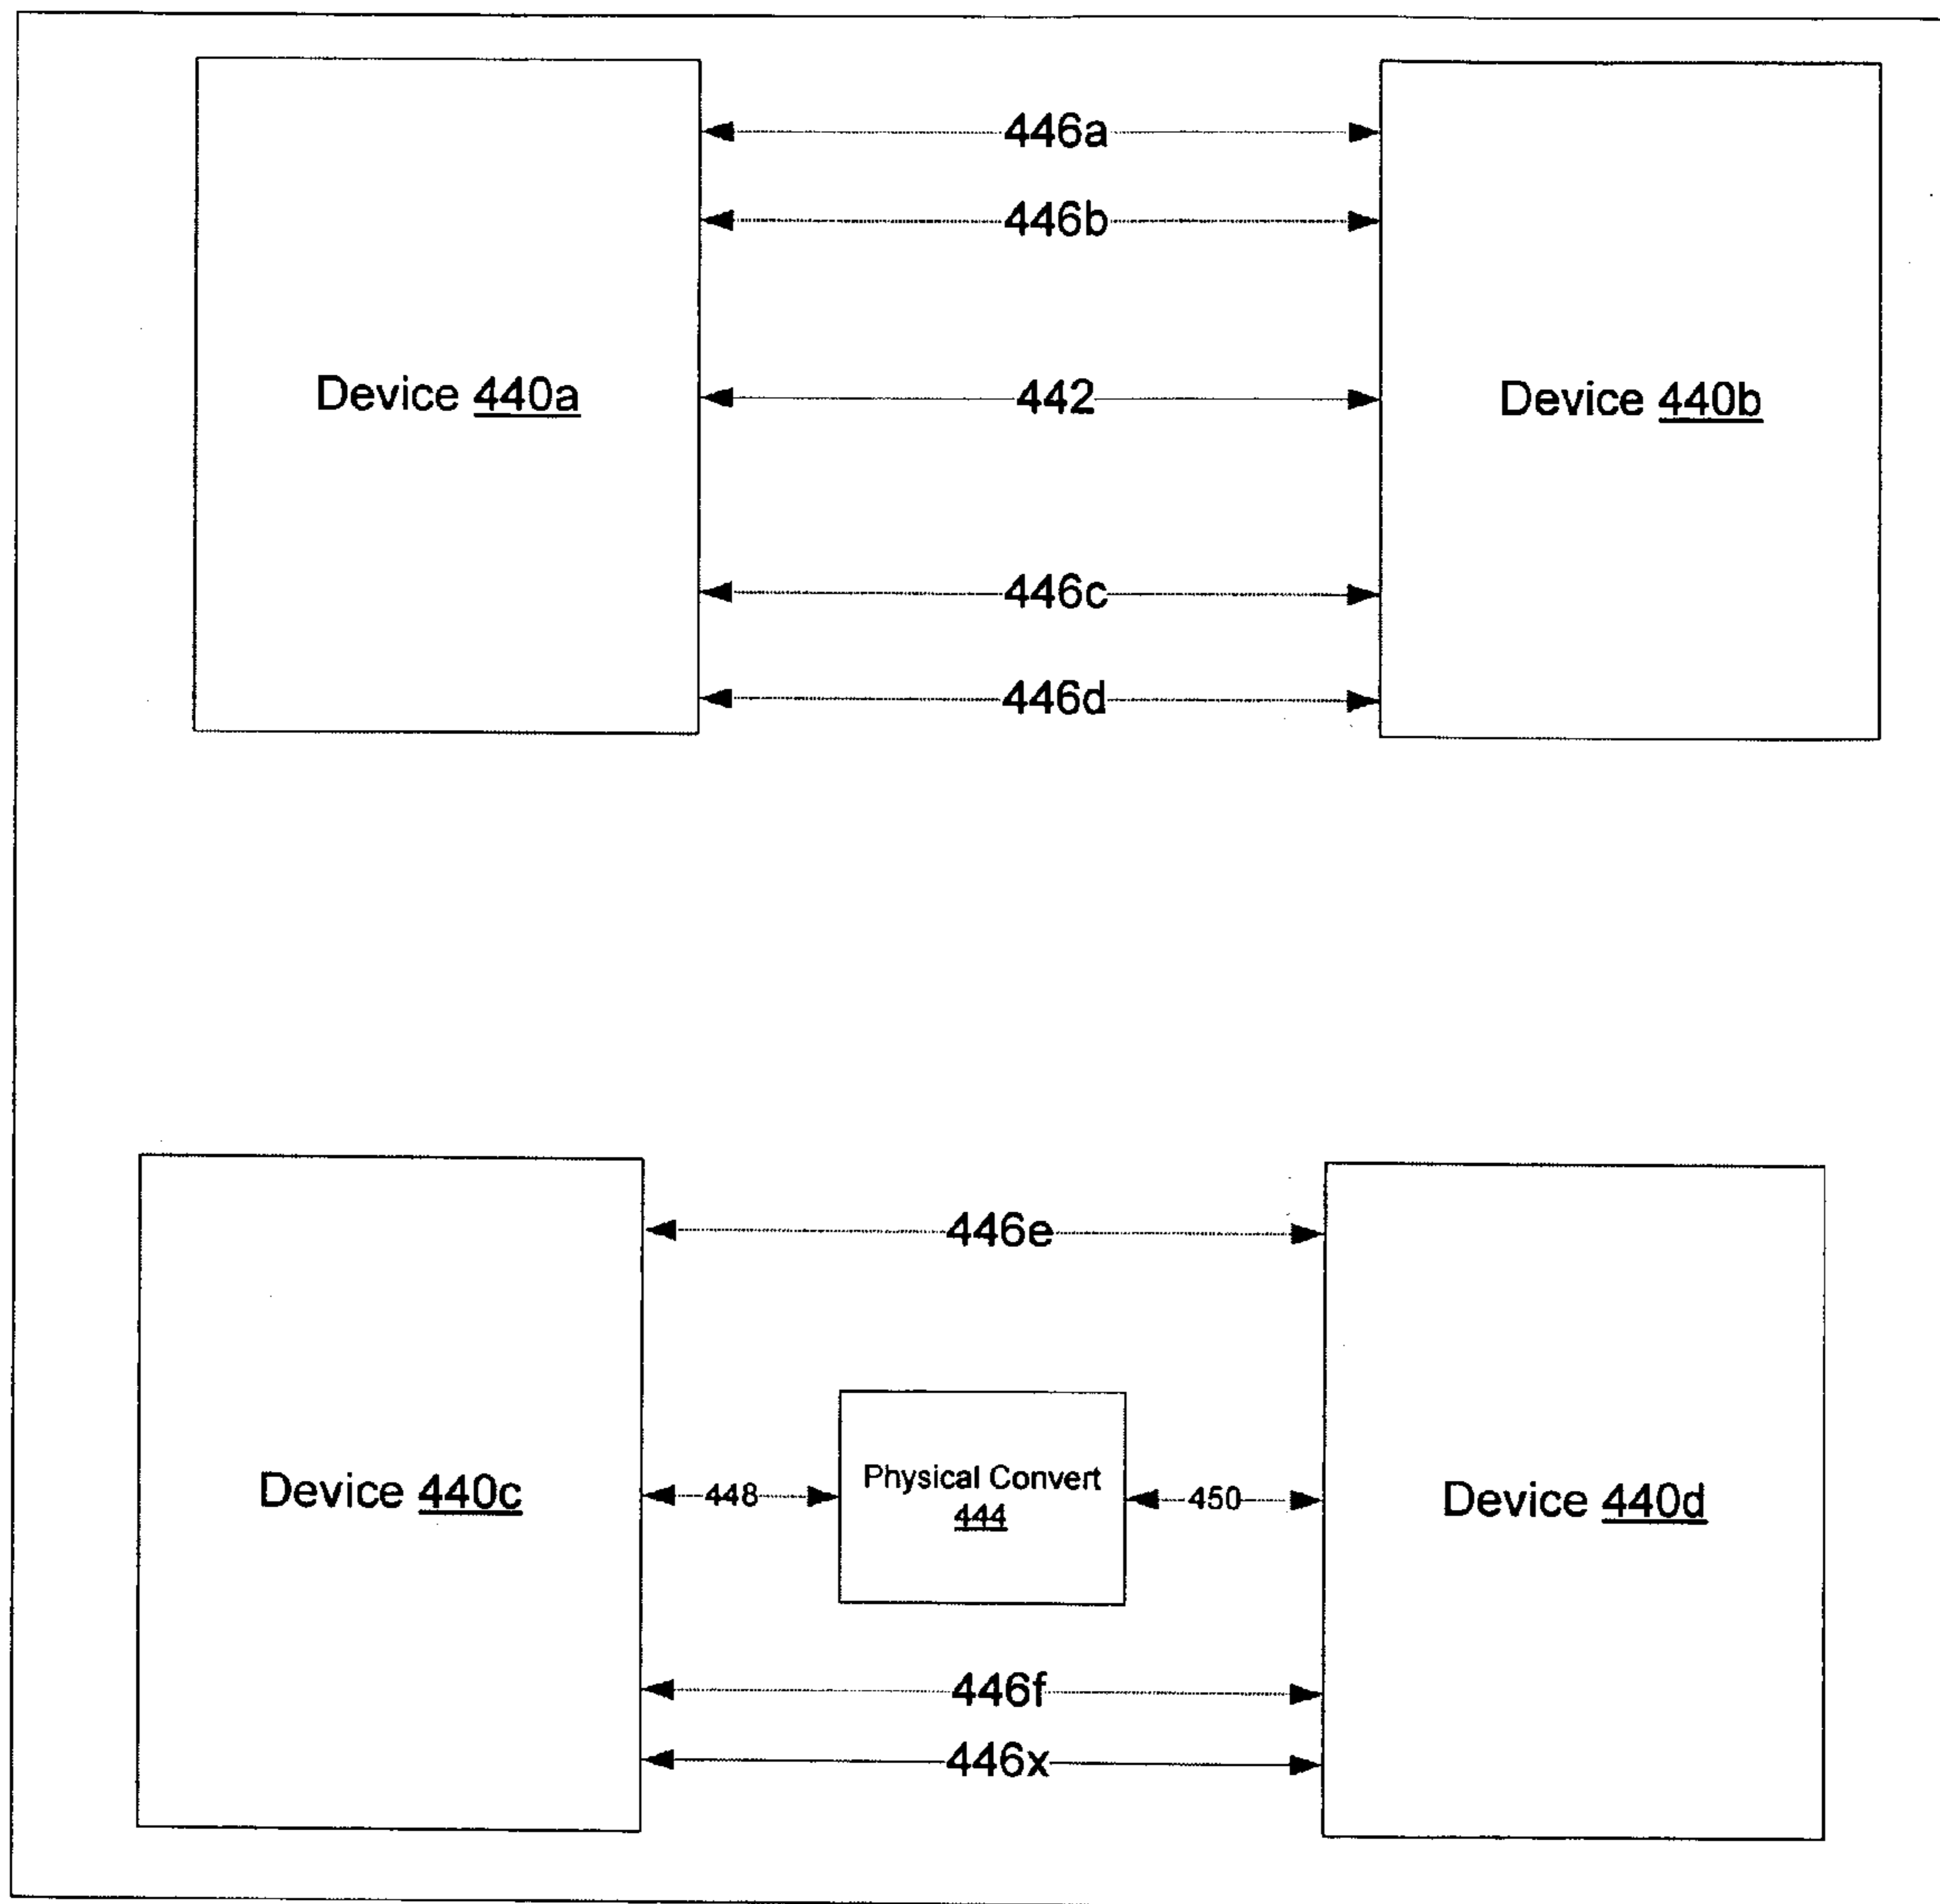 446a
446b
Device 440a
442
Device 440b
446c
446d
446e
Device 440c
448
Physical Convert
444
450
Device 440d
446f
446x